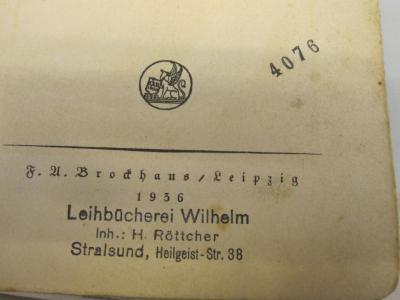 4076
F. A. Brockhaus / Leipzig
1936
Leihbücherei Wilhelm
Inh.: H. Röttcher
Stralsund, Heilgeist-Str. 38